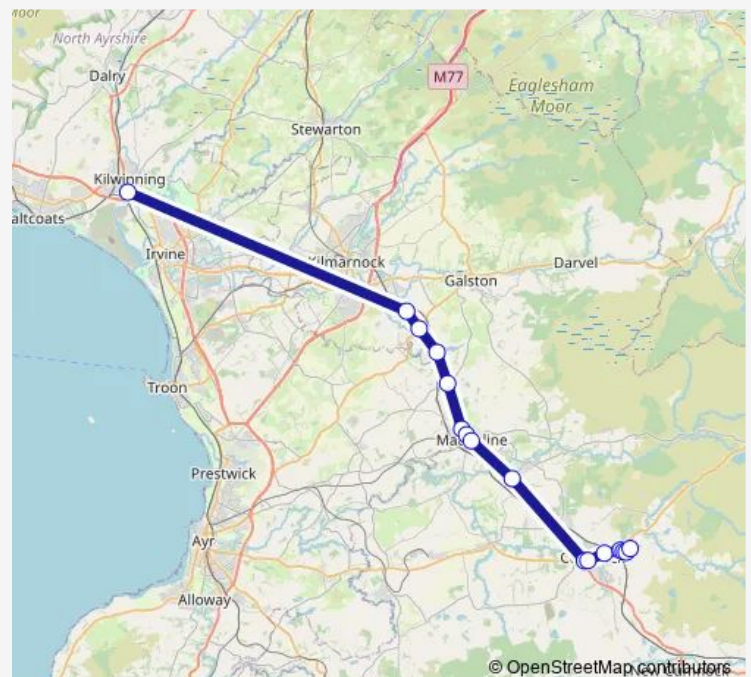 Moor
North Ayrshire
Dalry
M77
Eaglesham
Moor
Stewarton
Kilwinning
altcoats
Irvine
Kilmarnock
Galston
Darvel
Troon
Prestwick
Ayr
Alloway
© OpenStreetMap contributors